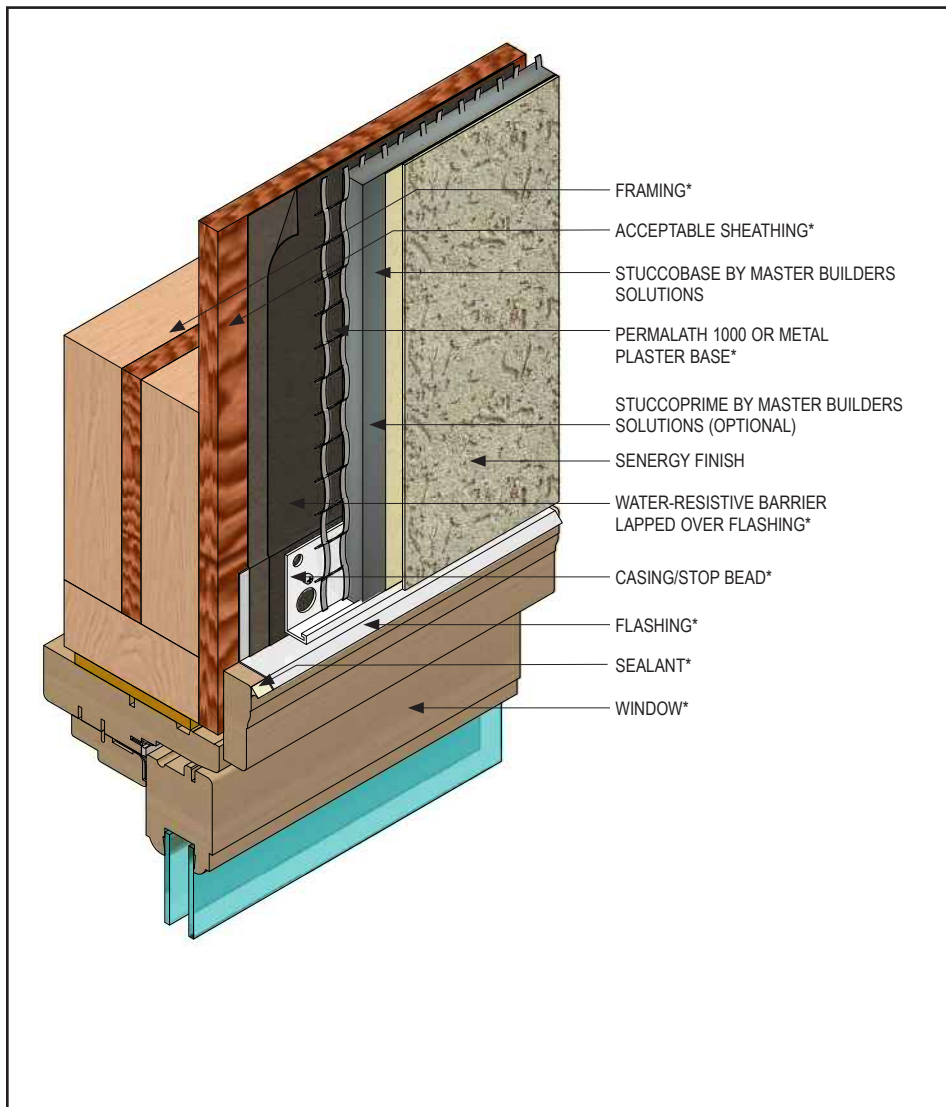 FRAMING*
ACCEPTABLE SHEATHING*
STUCCOBASE BY MASTER BUILDERS
SOLUTIONS
PERMALATH 1000 OR METAL
PLASTER BASE*
STUCCOPRIME BY MASTER BUILDERS
SOLUTIONS (OPTIONAL)
SENERGY FINISH
WATER-RESISTIVE BARRIER
LAPPED OVER FLASHING*
CASING/STOP BEAD*
FLASHING*
SEALANT*
WINDOW*